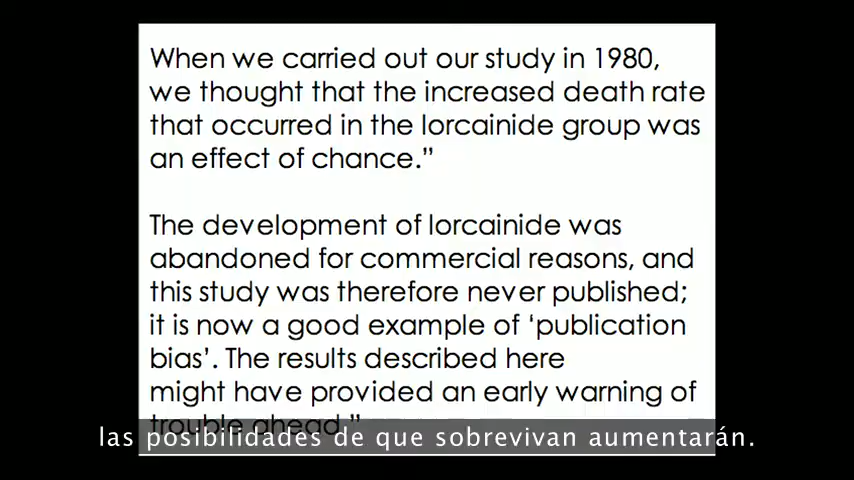 When we carried out our study in 1980,
we thought that the increased death rate
that occurred in the lorcainide group was
an effect of chance.”
The development of lorcainide was
abandoned for commercial reasons, and
this study was therefore never published;
it is now a good example of ‘publication
bias’. The results described here
might have provided an early warning of
trouble ahead.”
las posibilidades de que sobrevivan aumentarán.